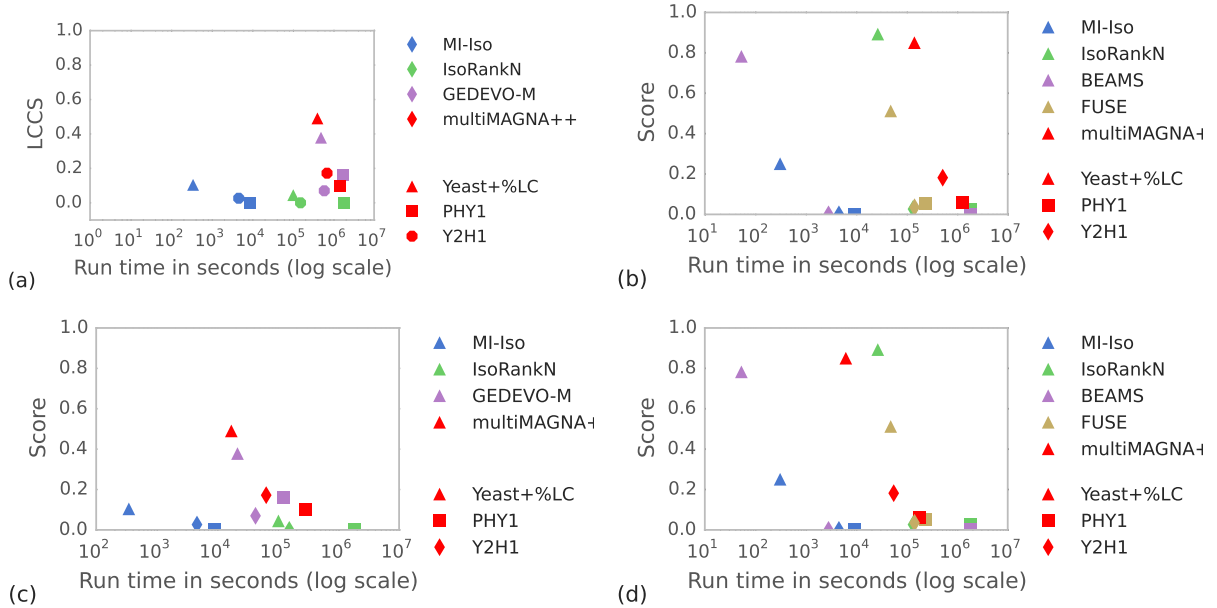 1.0
0.8
0.6
0.4
0.2
0.0
LCCS
10^0 10^1 10^2 10^3 10^4 10^5 10^6 10^7
Run time in seconds (log scale)
(a)
MI-Iso
IsoRankN
GEDEVO-M
multiMAGNA++
Yeast+%LC
PHY1
Y2H1
1.0
0.8
0.6
0.4
0.2
0.0
Score
10^1 10^2 10^3 10^4 10^5 10^6 10^7
Run time in seconds (log scale)
(b)
MI-Iso
IsoRankN
BEAMS
FUSE
multiMAGNA+
Yeast+%LC
PHY1
Y2H1
1.0
0.8
0.6
0.4
0.2
0.0
Score
10^2 10^3 10^4 10^5 10^6 10^7
Run time in seconds (log scale)
(c)
MI-Iso
IsoRankN
GEDEVO-M
multiMAGNA+
Yeast+%LC
PHY1
Y2H1
1.0
0.8
0.6
0.4
0.2
0.0
Score
10^1 10^2 10^3 10^4 10^5 10^6 10^7
Run time in seconds (log scale)
(d)
MI-Iso
IsoRankN
BEAMS
FUSE
multiMAGNA+
Yeast+%LC
PHY1
Y2H1